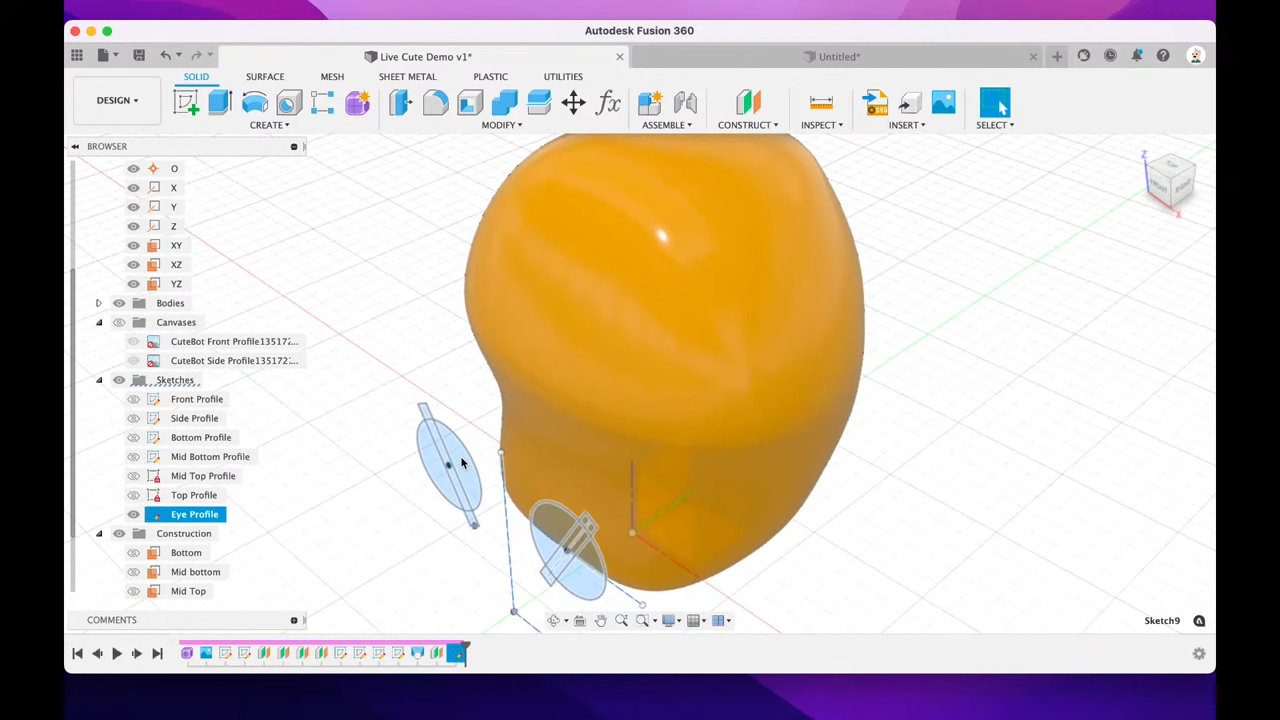 Autodesk Fusion 360
Live Cute Demo v1*
Untitled*
SOLID SURFACE MESH SHEET METAL PLASTIC UTILITIES
DESIGN
CREATE MODIFY ASSEMBLE CONSTRUCT INSPECT INSERT SELECT
BROWSER
O
X
Y
Z
XY
XZ
YZ
Bodies
Canvases
CuteBot Front Profile135172...
CuteBot Side Profile135172...
Sketches
Front Profile
Side Profile
Bottom Profile
Mid Bottom Profile
Mid Top Profile
Top Profile
Eye Profile
Construction
Bottom
Mid bottom
Mid Top
COMMENTS
Z
TOP
FRONT
RIGHT
X
Sketch9